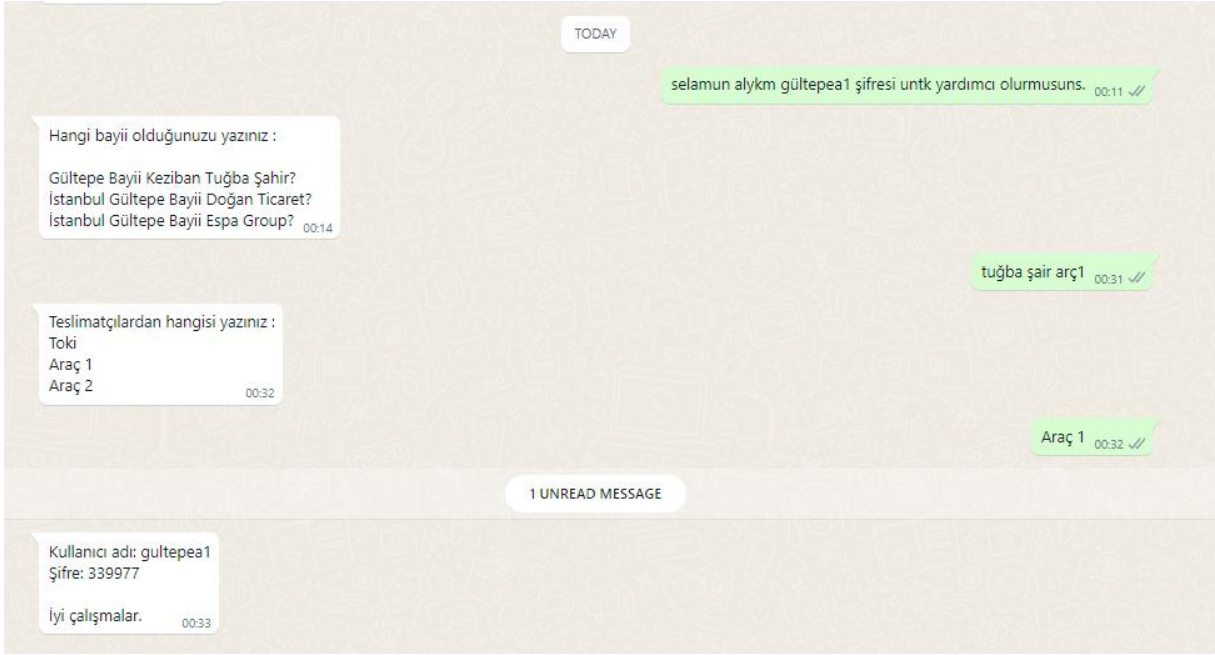 TODAY
selamun alykm gültepea1 şifresi untk yardımcı olurmusuns. 00:11
Hangi bayii olduğunuzu yazınız :
Gültepe Bayii Keziban Tuğba Şahir?
İstanbul Gültepe Bayii Doğan Ticaret?
İstanbul Gültepe Bayii Espa Group? 00:14
tuğba şair arç1 00:31
Teslimatçılardan hangisi yazınız :
Toki
Araç 1
Araç 2 00:32
Araç 1 00:32
1 UNREAD MESSAGE
Kullanıcı adı: gultepea1
Şifre: 339977
İyi çalışmalar. 00:33